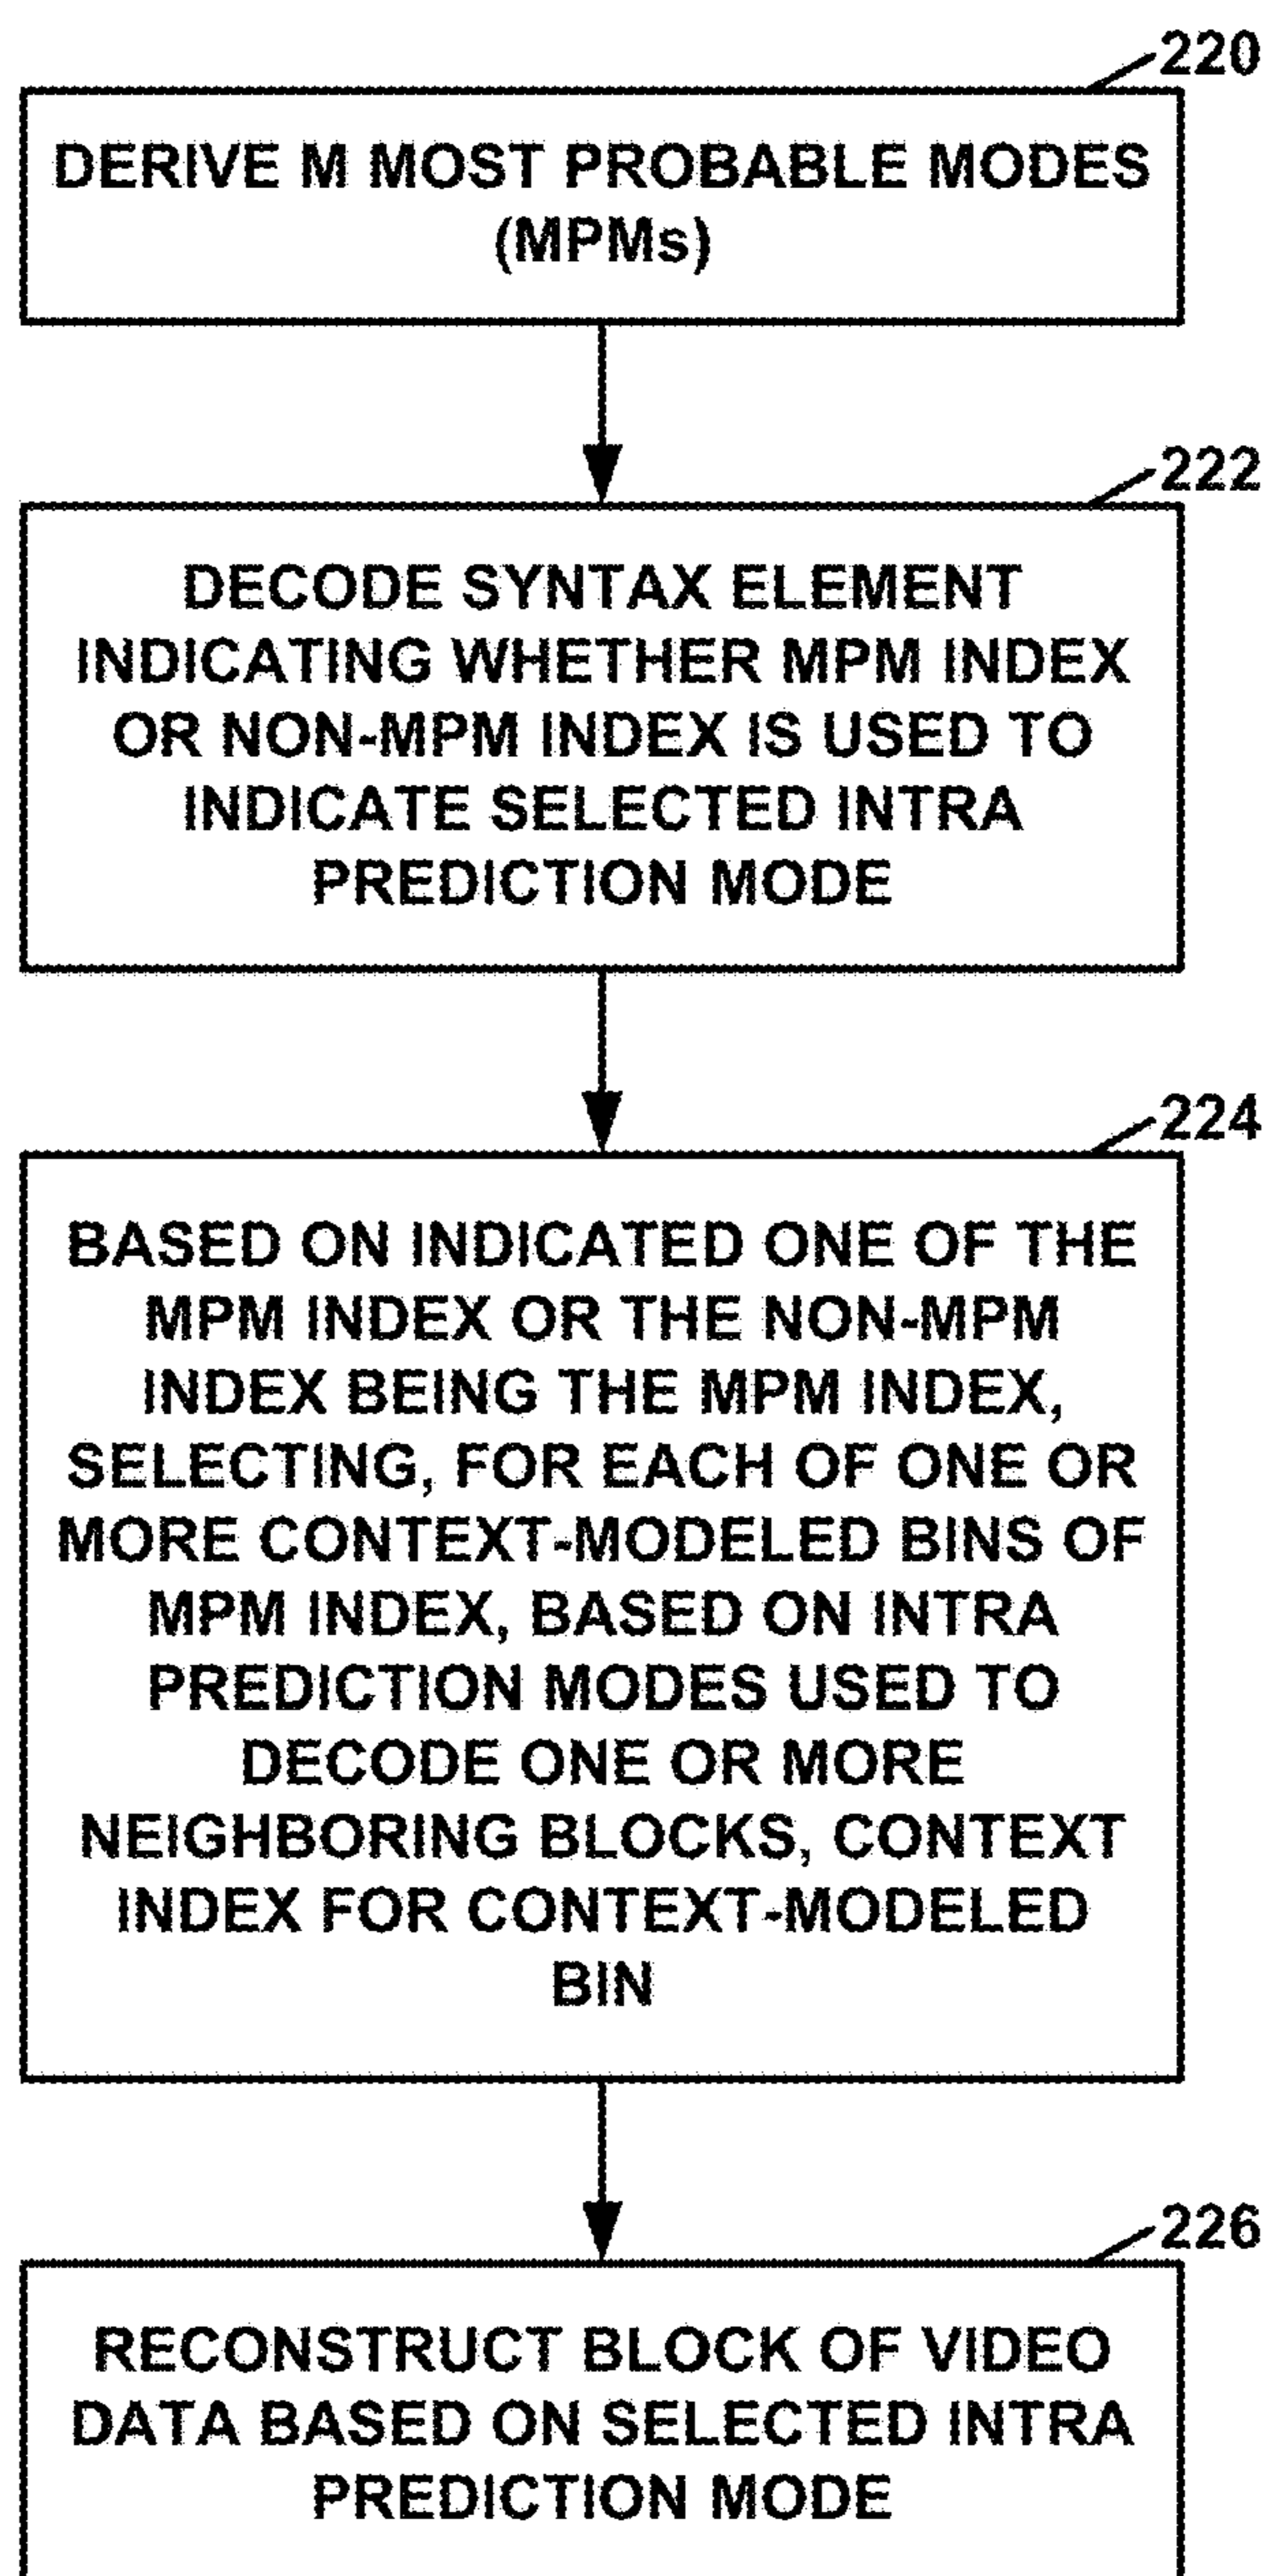 220
DERIVE M MOST PROBABLE MODES
(MPMs)
222
DECODE SYNTAX ELEMENT
INDICATING WHETHER MPM INDEX
OR NON-MPM INDEX IS USED TO
INDICATE SELECTED INTRA
PREDICTION MODE
224
BASED ON INDICATED ONE OF THE
MPM INDEX OR THE NON-MPM
INDEX BEING THE MPM INDEX,
SELECTING, FOR EACH OF ONE OR
MORE CONTEXT-MODELED BINS OF
MPM INDEX, BASED ON INTRA
PREDICTION MODES USED TO
DECODE ONE OR MORE
NEIGHBORING BLOCKS, CONTEXT
INDEX FOR CONTEXT-MODELED
BIN
226
RECONSTRUCT BLOCK OF VIDEO
DATA BASED ON SELECTED INTRA
PREDICTION MODE